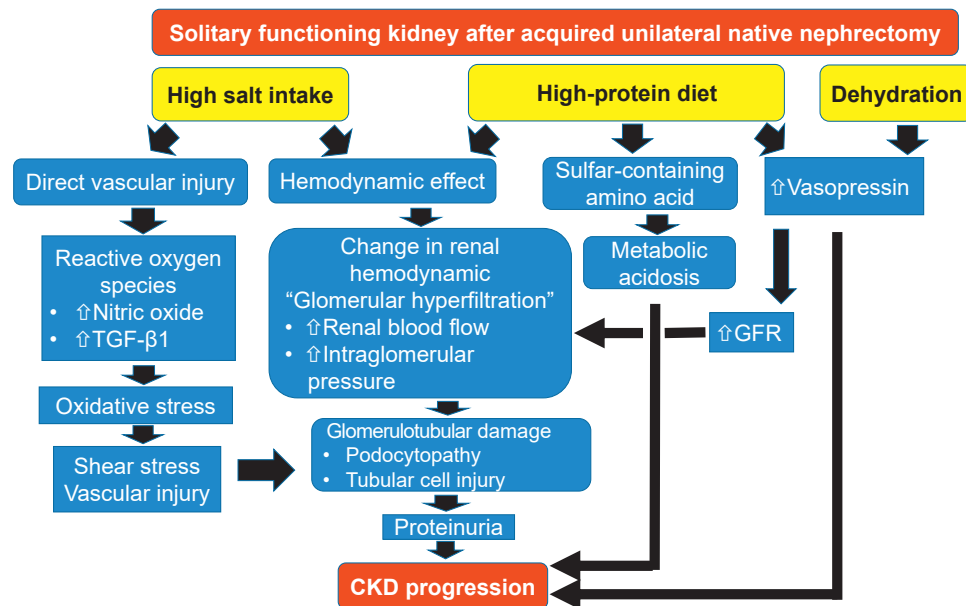 Solitary functioning kidney after acquired unilateral native nephrectomy
High salt intake
High-protein diet
Dehydration
Direct vascular injury
Hemodynamic effect
Sulfar-containing
amino acid
⇧Vasopressin
Reactive oxygen
species
• ⇧Nitric oxide
• ⇧TGF-β1
Change in renal
hemodynamic
“Glomerular hyperfiltration”
• ⇧Renal blood flow
• ⇧Intraglomerular
pressure
Metabolic
acidosis
⇧GFR
Oxidative stress
Shear stress
Vascular injury
Glomerulotubular damage
• Podocytopathy
• Tubular cell injury
Proteinuria
CKD progression